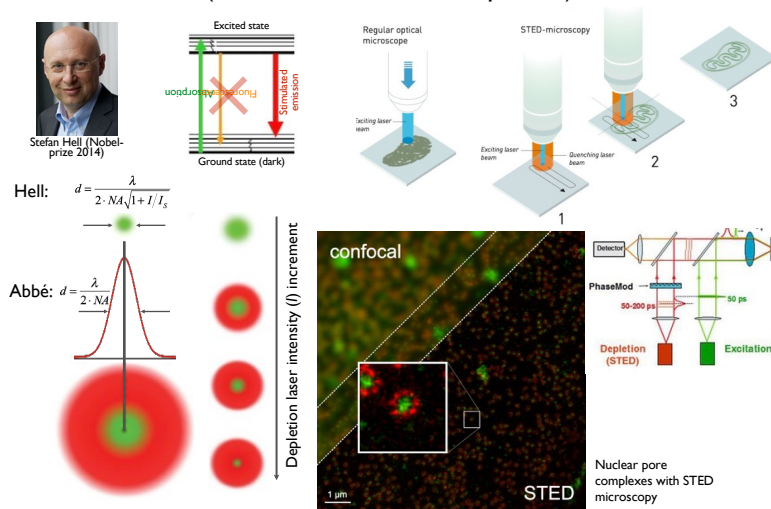 Excited state
Absorption
Fluorescence
Stimulated
emission
Ground state (dark)
Stefan Hell (Nobel-
prize 2014)
Regular optical
microscope
Exciting laser
beam
STED-microscopy
Exciting laser
beam
Quenching laser
beam
1
2
3
Hell: d = λ / (2·NA√(1+I/I_S))
Abbé: d = λ / (2·NA)
Depletion laser intensity (I) increment
confocal
STED
1 µm
Detector
PhaseMod
50-200 ps
50 ps
Depletion
(STED)
Excitation
Nuclear pore
complexes with STED
microscopy